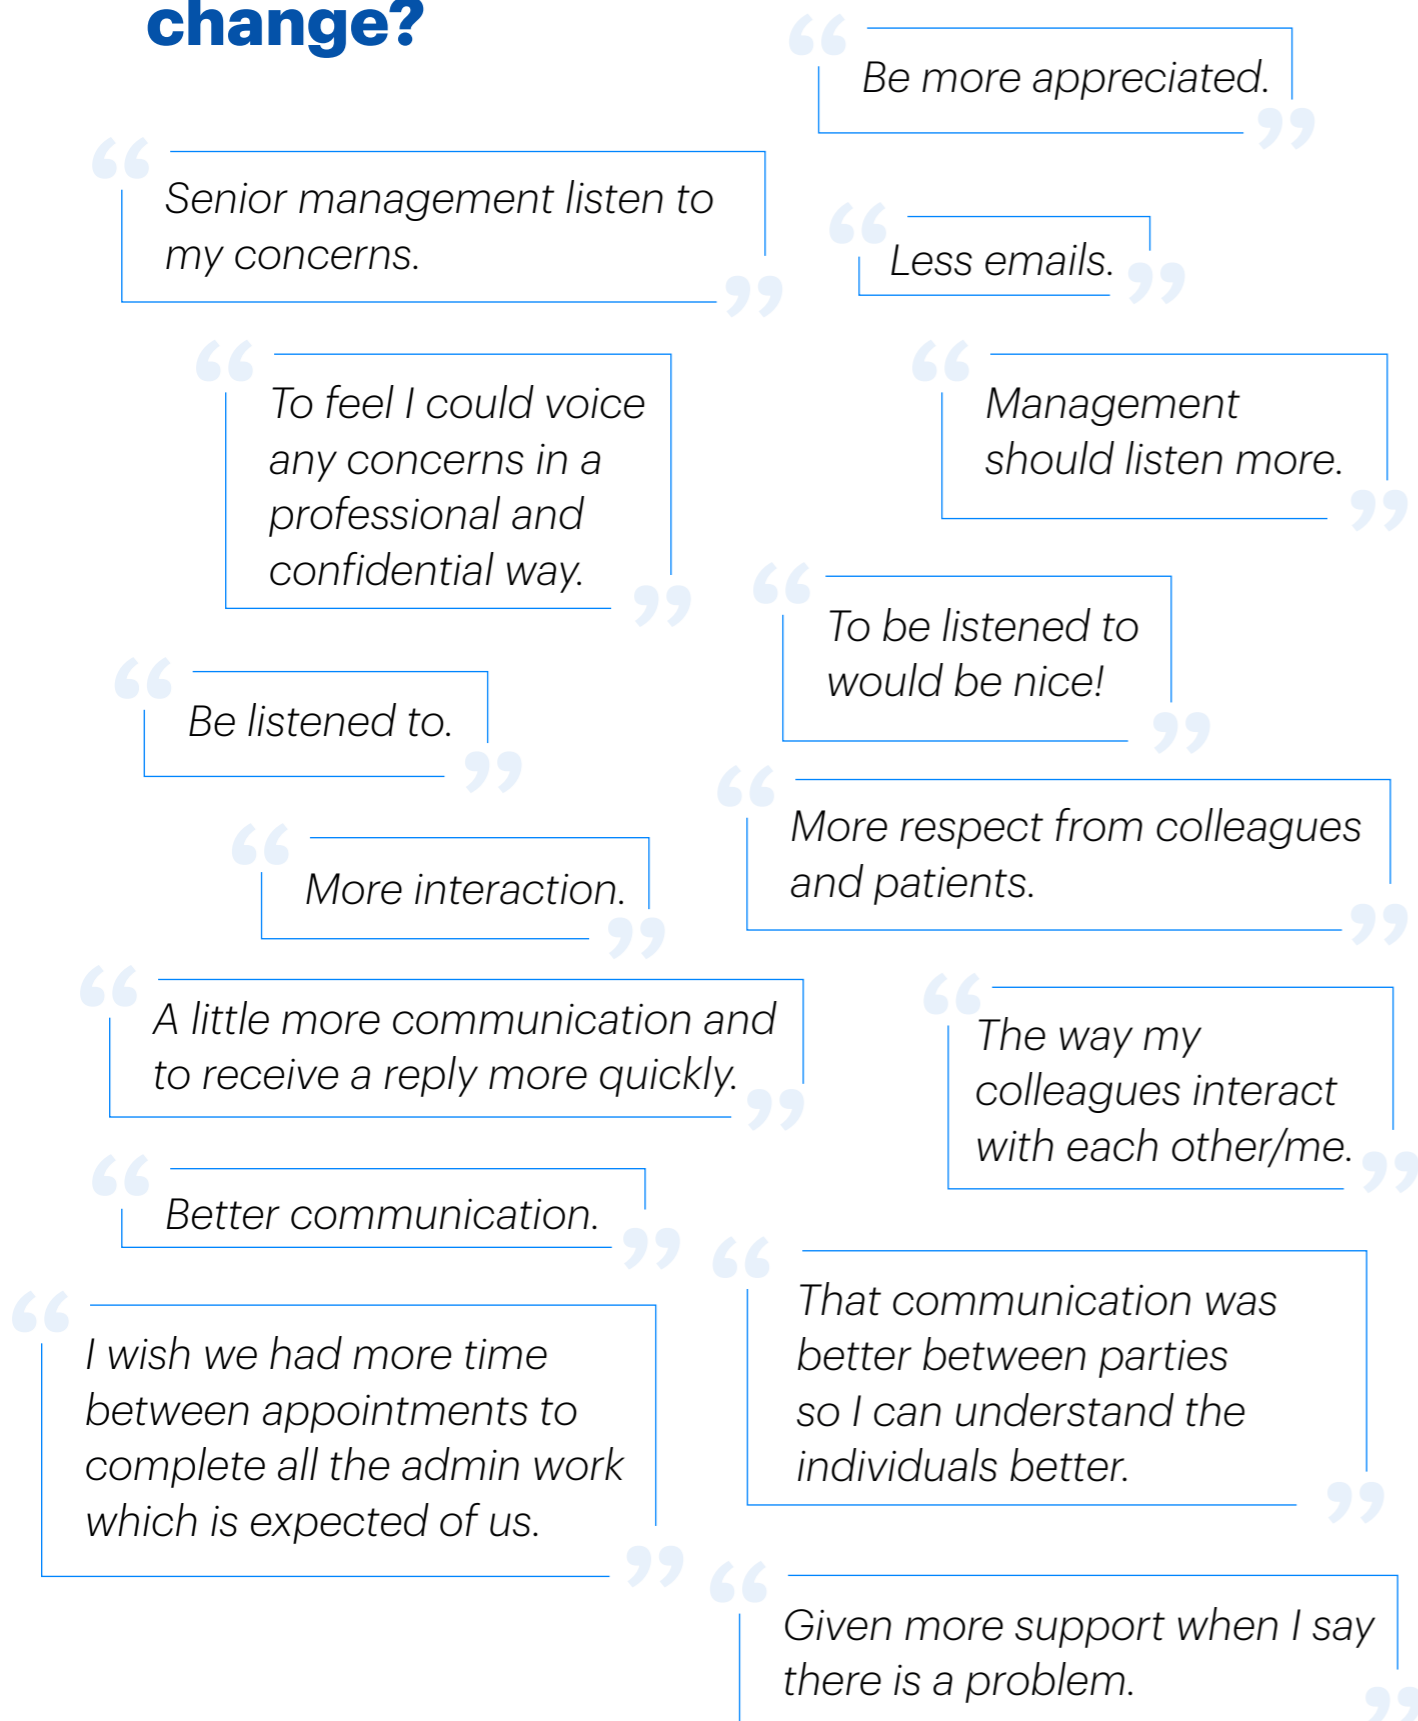 change?
Be more appreciated.
Senior management listen to
my concerns.
Less emails.
To feel I could voice
any concerns in a
professional and
confidential way.
Management
should listen more.
To be listened to
would be nice!
Be listened to.
More respect from colleagues
and patients.
More interaction.
A little more communication and
to receive a reply more quickly.
The way my
colleagues interact
with each other/me.
Better communication.
That communication was
better between parties
so I can understand the
individuals better.
I wish we had more time
between appointments to
complete all the admin work
which is expected of us.
Given more support when I say
there is a problem.